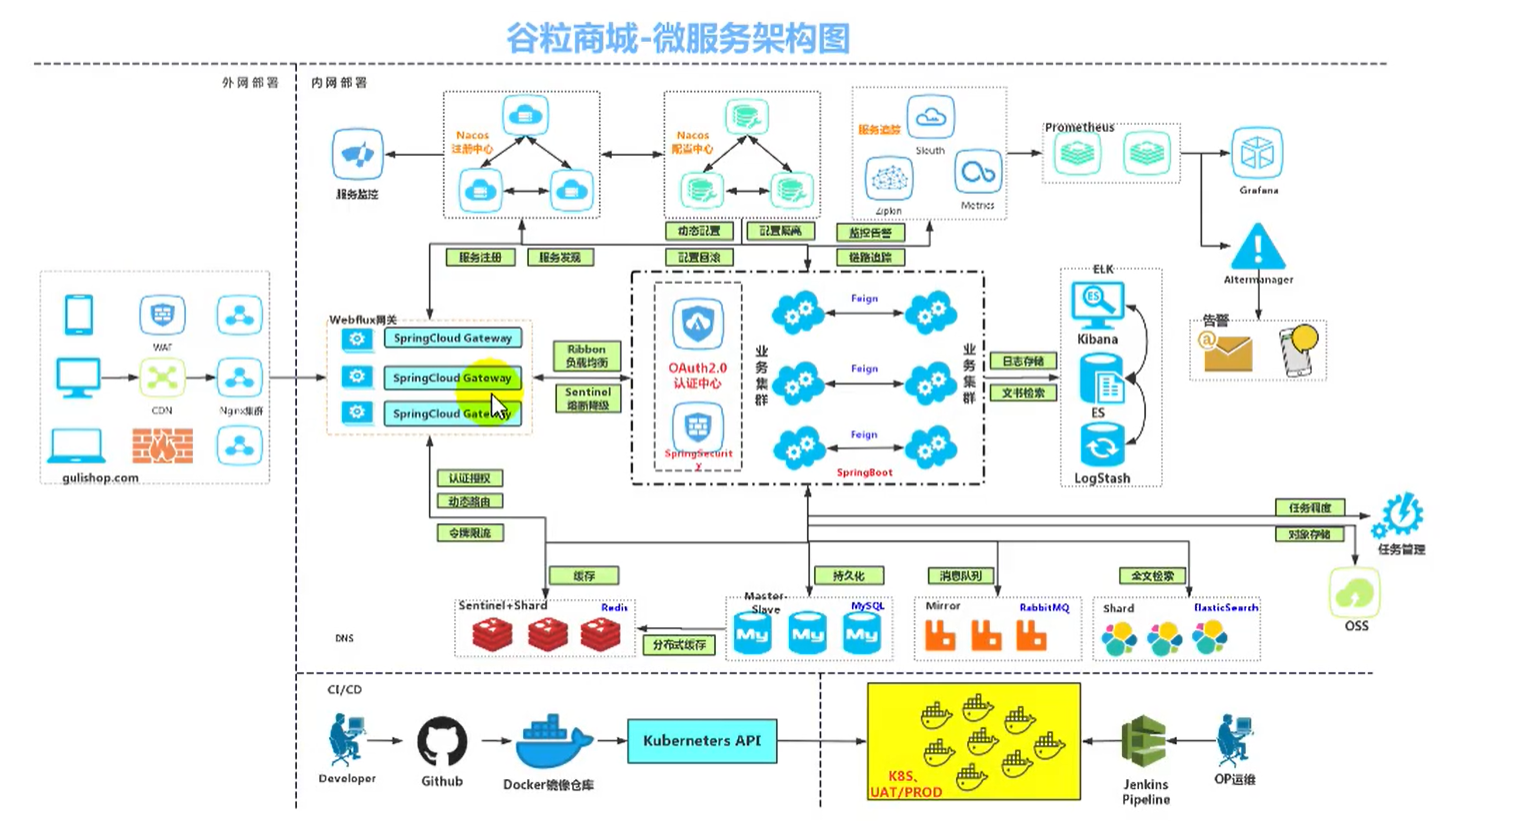 谷粒商城-微服务架构图
外网部署
内网部署
服务监控
Nacos
注册中心
Nacos
配置中心
服务追踪
Sleuth
Zipkin
Metrics
Prometheus
Grafana
Altermanager
告警
服务注册
服务发现
动态配置
配置隔离
配置回滚
监控告警
链路追踪
WAF
CDN
Nginx集群
gulishop.com
Webflux网关
SpringCloud Gateway
SpringCloud Gateway
SpringCloud Gateway
Ribbon
负载均衡
Sentinel
熔断降级
OAuth2.0
认证中心
SpringSecurit
y
业务集群
Feign
Feign
Feign
业务集群
SpringBoot
日志存储
文书检索
ELK
Kibana
ES
LogStash
认证授权
动态路由
令牌限流
任务调度
对象存储
任务管理
OSS
缓存
持久化
消息队列
全文检索
Sentinel+Shard
Redis
分布式缓存
Master-
Slave
MySQL
Mirror
RabbitMQ
Shard
ElasticSearch
DNS
CI/CD
Developer
Github
Docker镜像仓库
Kuberneters API
K8S、
UAT/PROD
Jenkins
Pipeline
OP运维